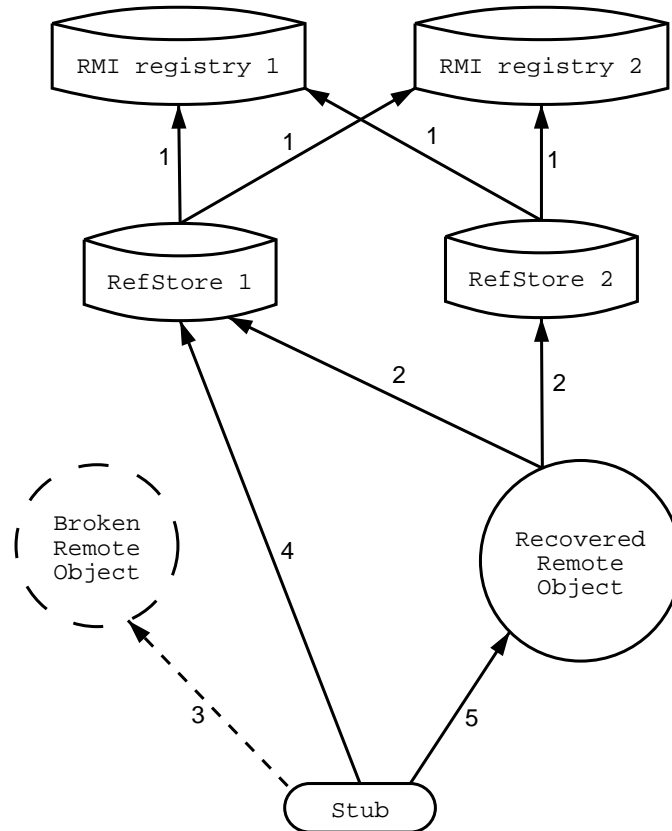 RMI registry 1
RMI registry 2
1
1
1
1
RefStore 1
RefStore 2
2
2
Broken
Remote
Object
4
Recovered
Remote
Object
3
5
Stub